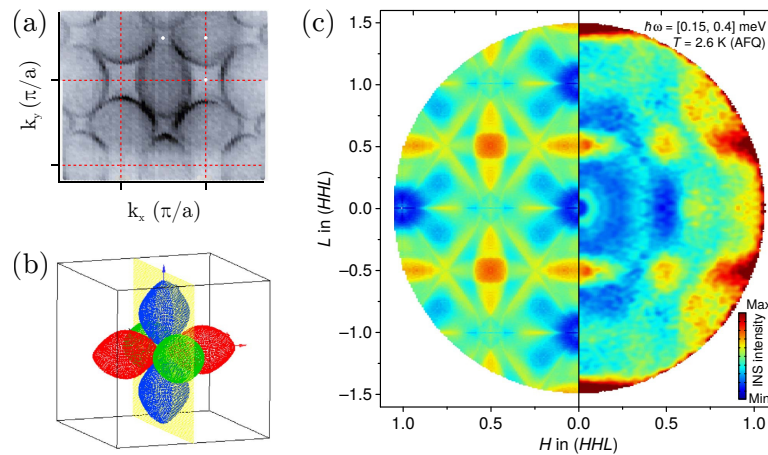 (a)
k_y (π/a)
k_x (π/a)
(b)
(c)
ℏω = [0.15, 0.4] meV
T = 2.6 K (AFQ)
1.5
1.0
0.5
0.0
−0.5
−1.0
−1.5
L in (HHL)
Max
INS intensity
Min
1.0 0.5 0.0 0.5 1.0
H in (HHL)